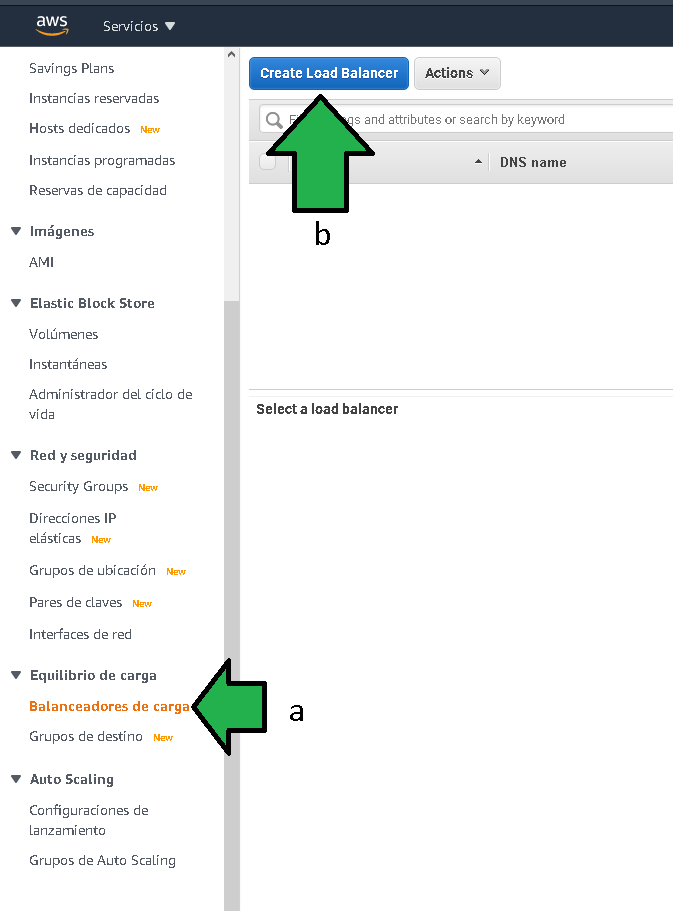 aws
Servicios
Savings Plans
Instancias reservadas
Hosts dedicados New
Instancias programadas
Reservas de capacidad
Imágenes
AMI
Elastic Block Store
Volúmenes
Instantáneas
Administrador del ciclo de
vida
Red y seguridad
Security Groups New
Direcciones IP
elásticas New
Grupos de ubicación New
Pares de claves New
Interfaces de red
Equilibrio de carga
Balanceadores de carga
Grupos de destino New
Auto Scaling
Configuraciones de
lanzamiento
Grupos de Auto Scaling
a
Create Load Balancer Actions
and attributes or search by keyword
DNS name
b
Select a load balancer